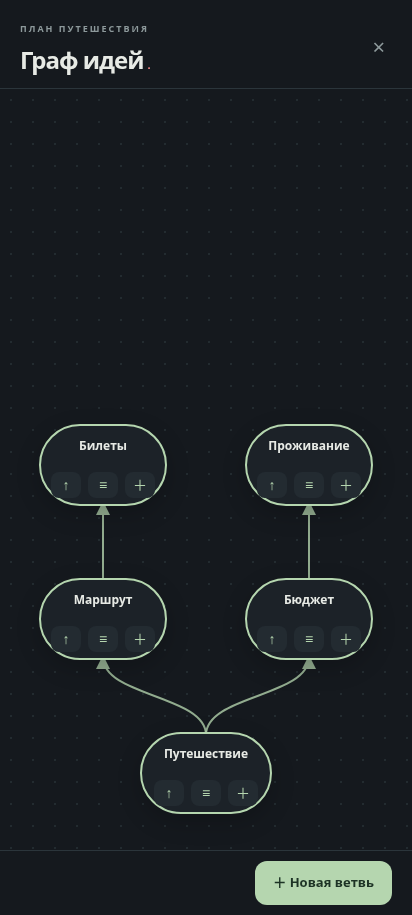 ПЛАН ПУТЕШЕСТВИЯ
Граф идей.
Билеты
Проживание
Маршрут
Бюджет
Путешествие
+ Новая ветвь